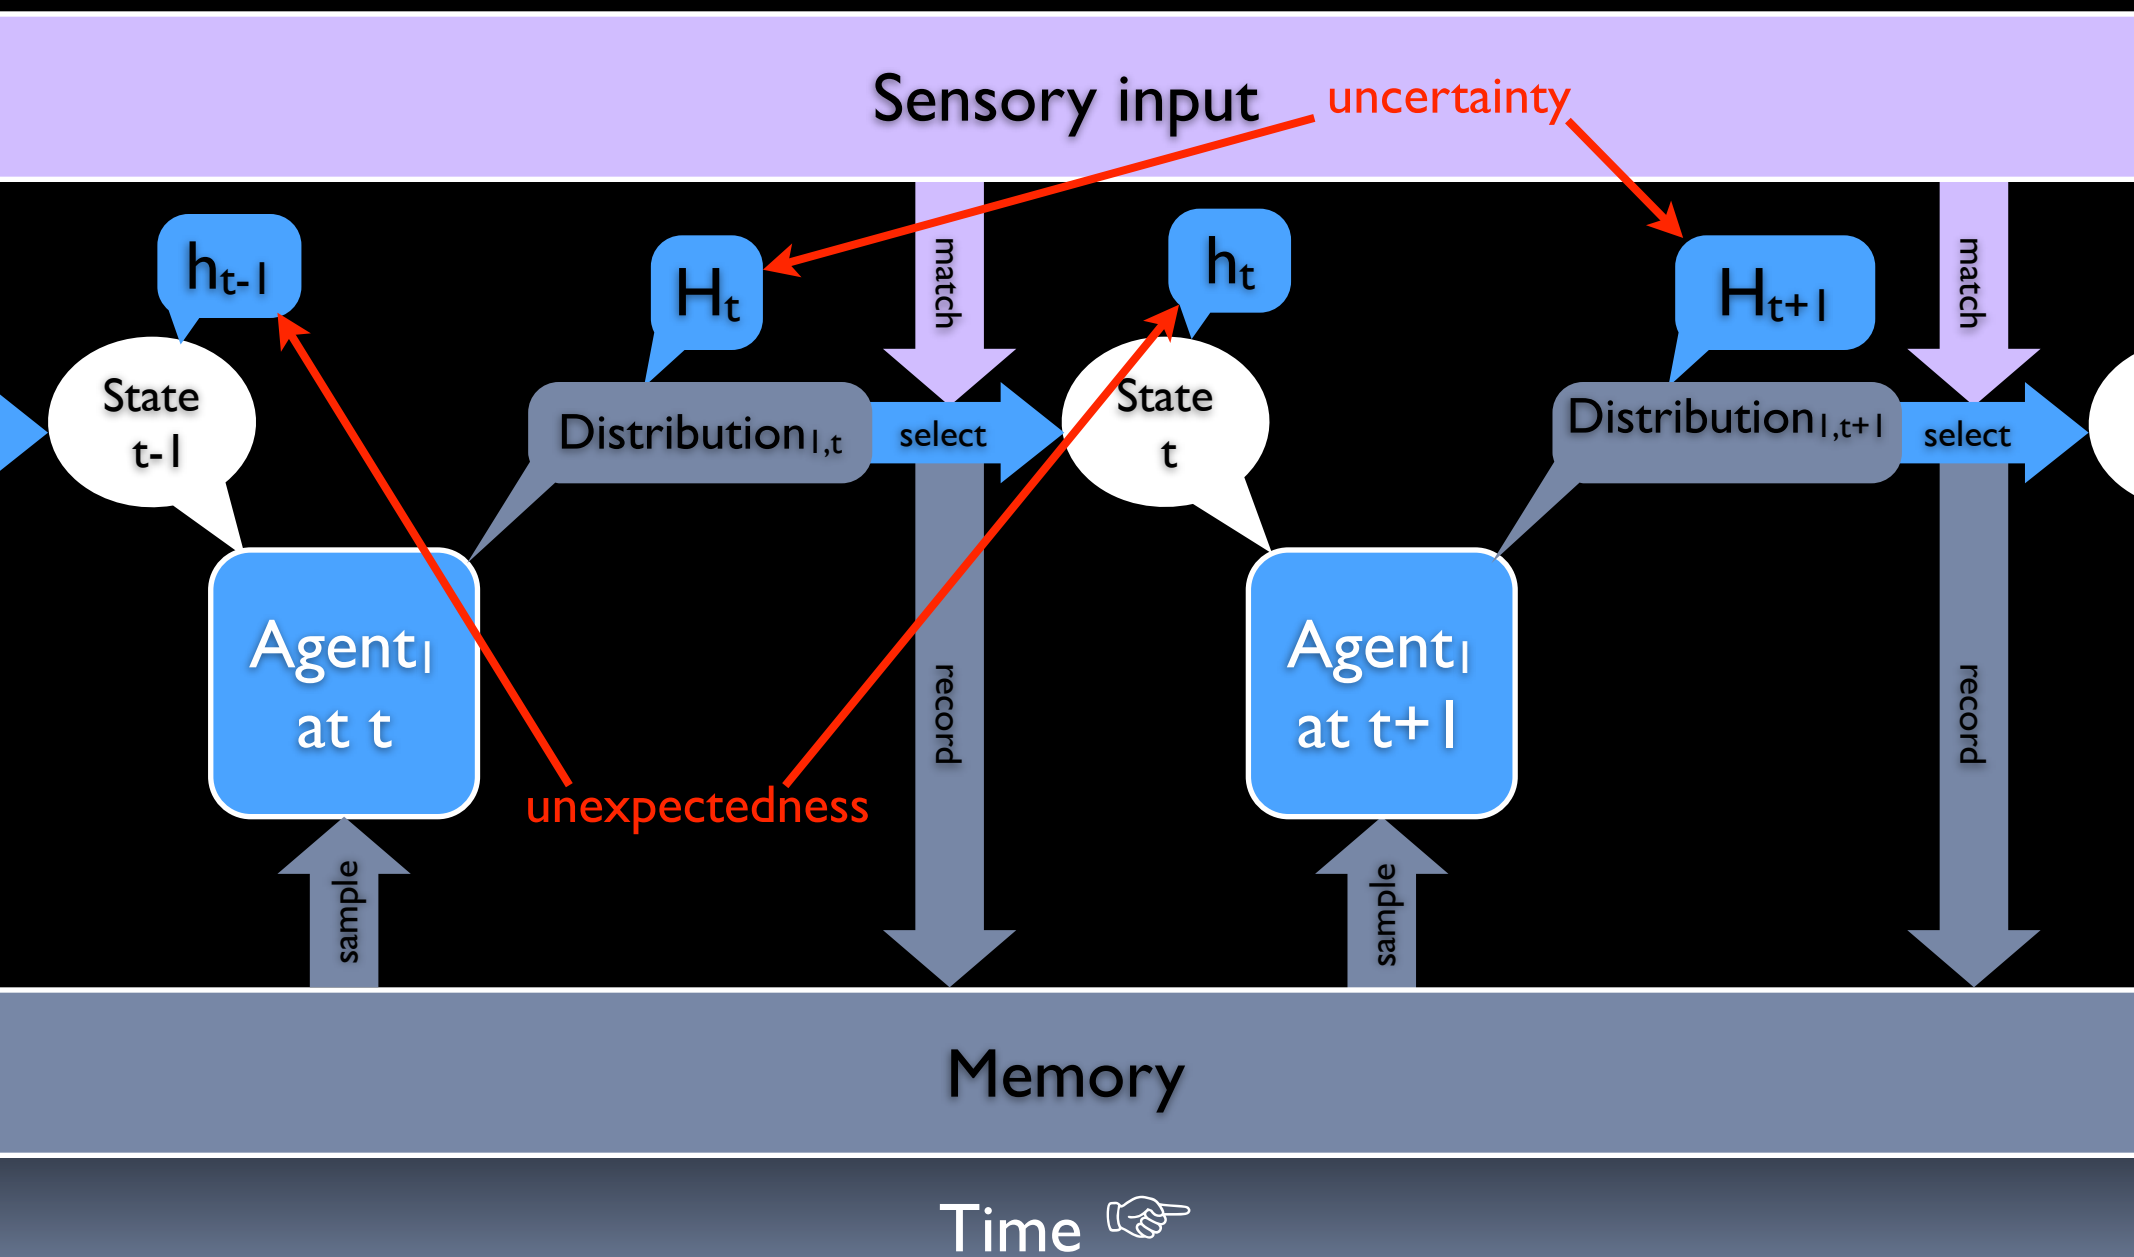 Sensory input
uncertainty
match
match
ht-1
Ht
ht
Ht+1
State
t-1
Distribution1,t
select
State
t
Distribution1,t+1
select
Agent1
at t
record
Agent1
at t+1
record
unexpectedness
sample
sample
Memory
Time ☞